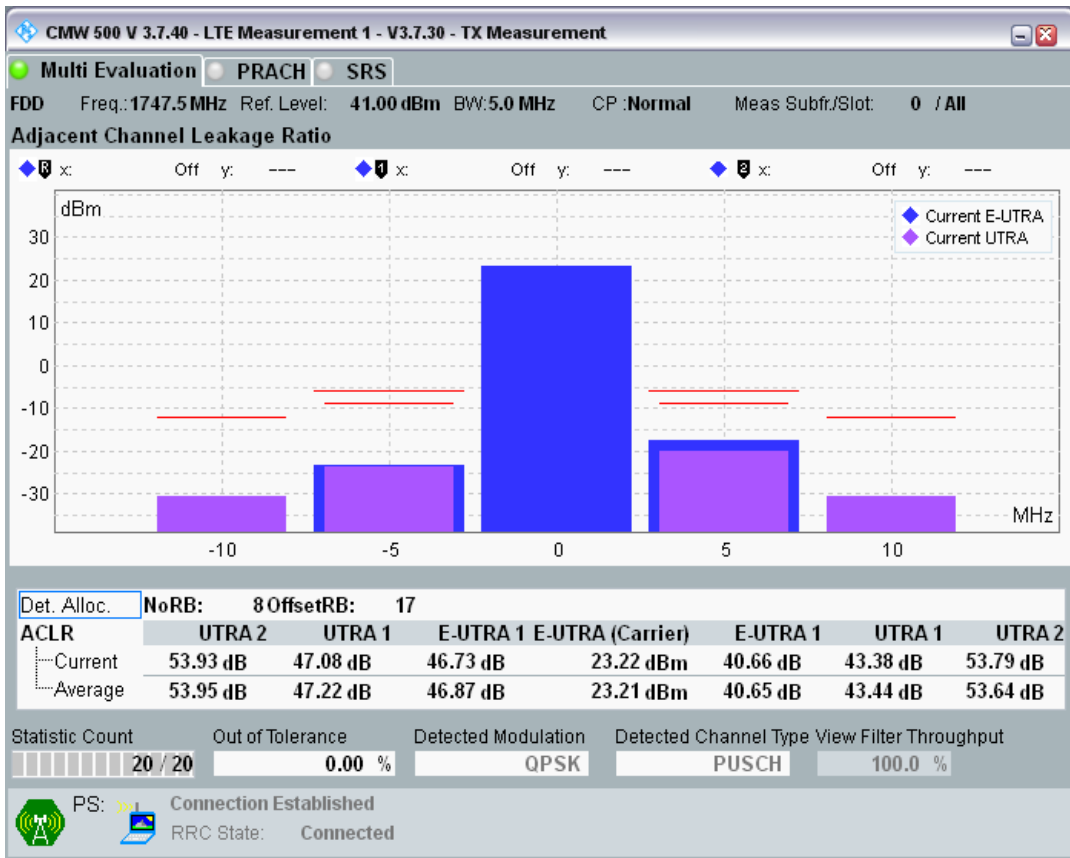 CMW 500 V 3.7.40 - LTE Measurement 1 - V3.7.30 - TX Measurement
Multi Evaluation PRACH SRS
FDD Freq.:1747.5 MHz Ref. Level: 41.00 dBm BW:5.0 MHz CP :Normal Meas Subfr./Slot: 0 / All
Adjacent Channel Leakage Ratio
R x: Off y: --- 1 x: Off y: --- 2 x: Off y: ---
dBm
Current E-UTRA
Current UTRA
30
20
10
0
-10
-20
-30
MHz
-10 -5 0 5 10
Det. Alloc. NoRB: 8 OffsetRB: 17
ACLR UTRA 2 UTRA 1 E-UTRA 1 E-UTRA (Carrier) E-UTRA 1 UTRA 1 UTRA 2
Current 53.93 dB 47.08 dB 46.73 dB 23.22 dBm 40.66 dB 43.38 dB 53.79 dB
Average 53.95 dB 47.22 dB 46.87 dB 23.21 dBm 40.65 dB 43.44 dB 53.64 dB
Statistic Count Out of Tolerance Detected Modulation Detected Channel Type View Filter Throughput
20 / 20 0.00 % QPSK PUSCH 100.0 %
PS: Connection Established
RRC State: Connected